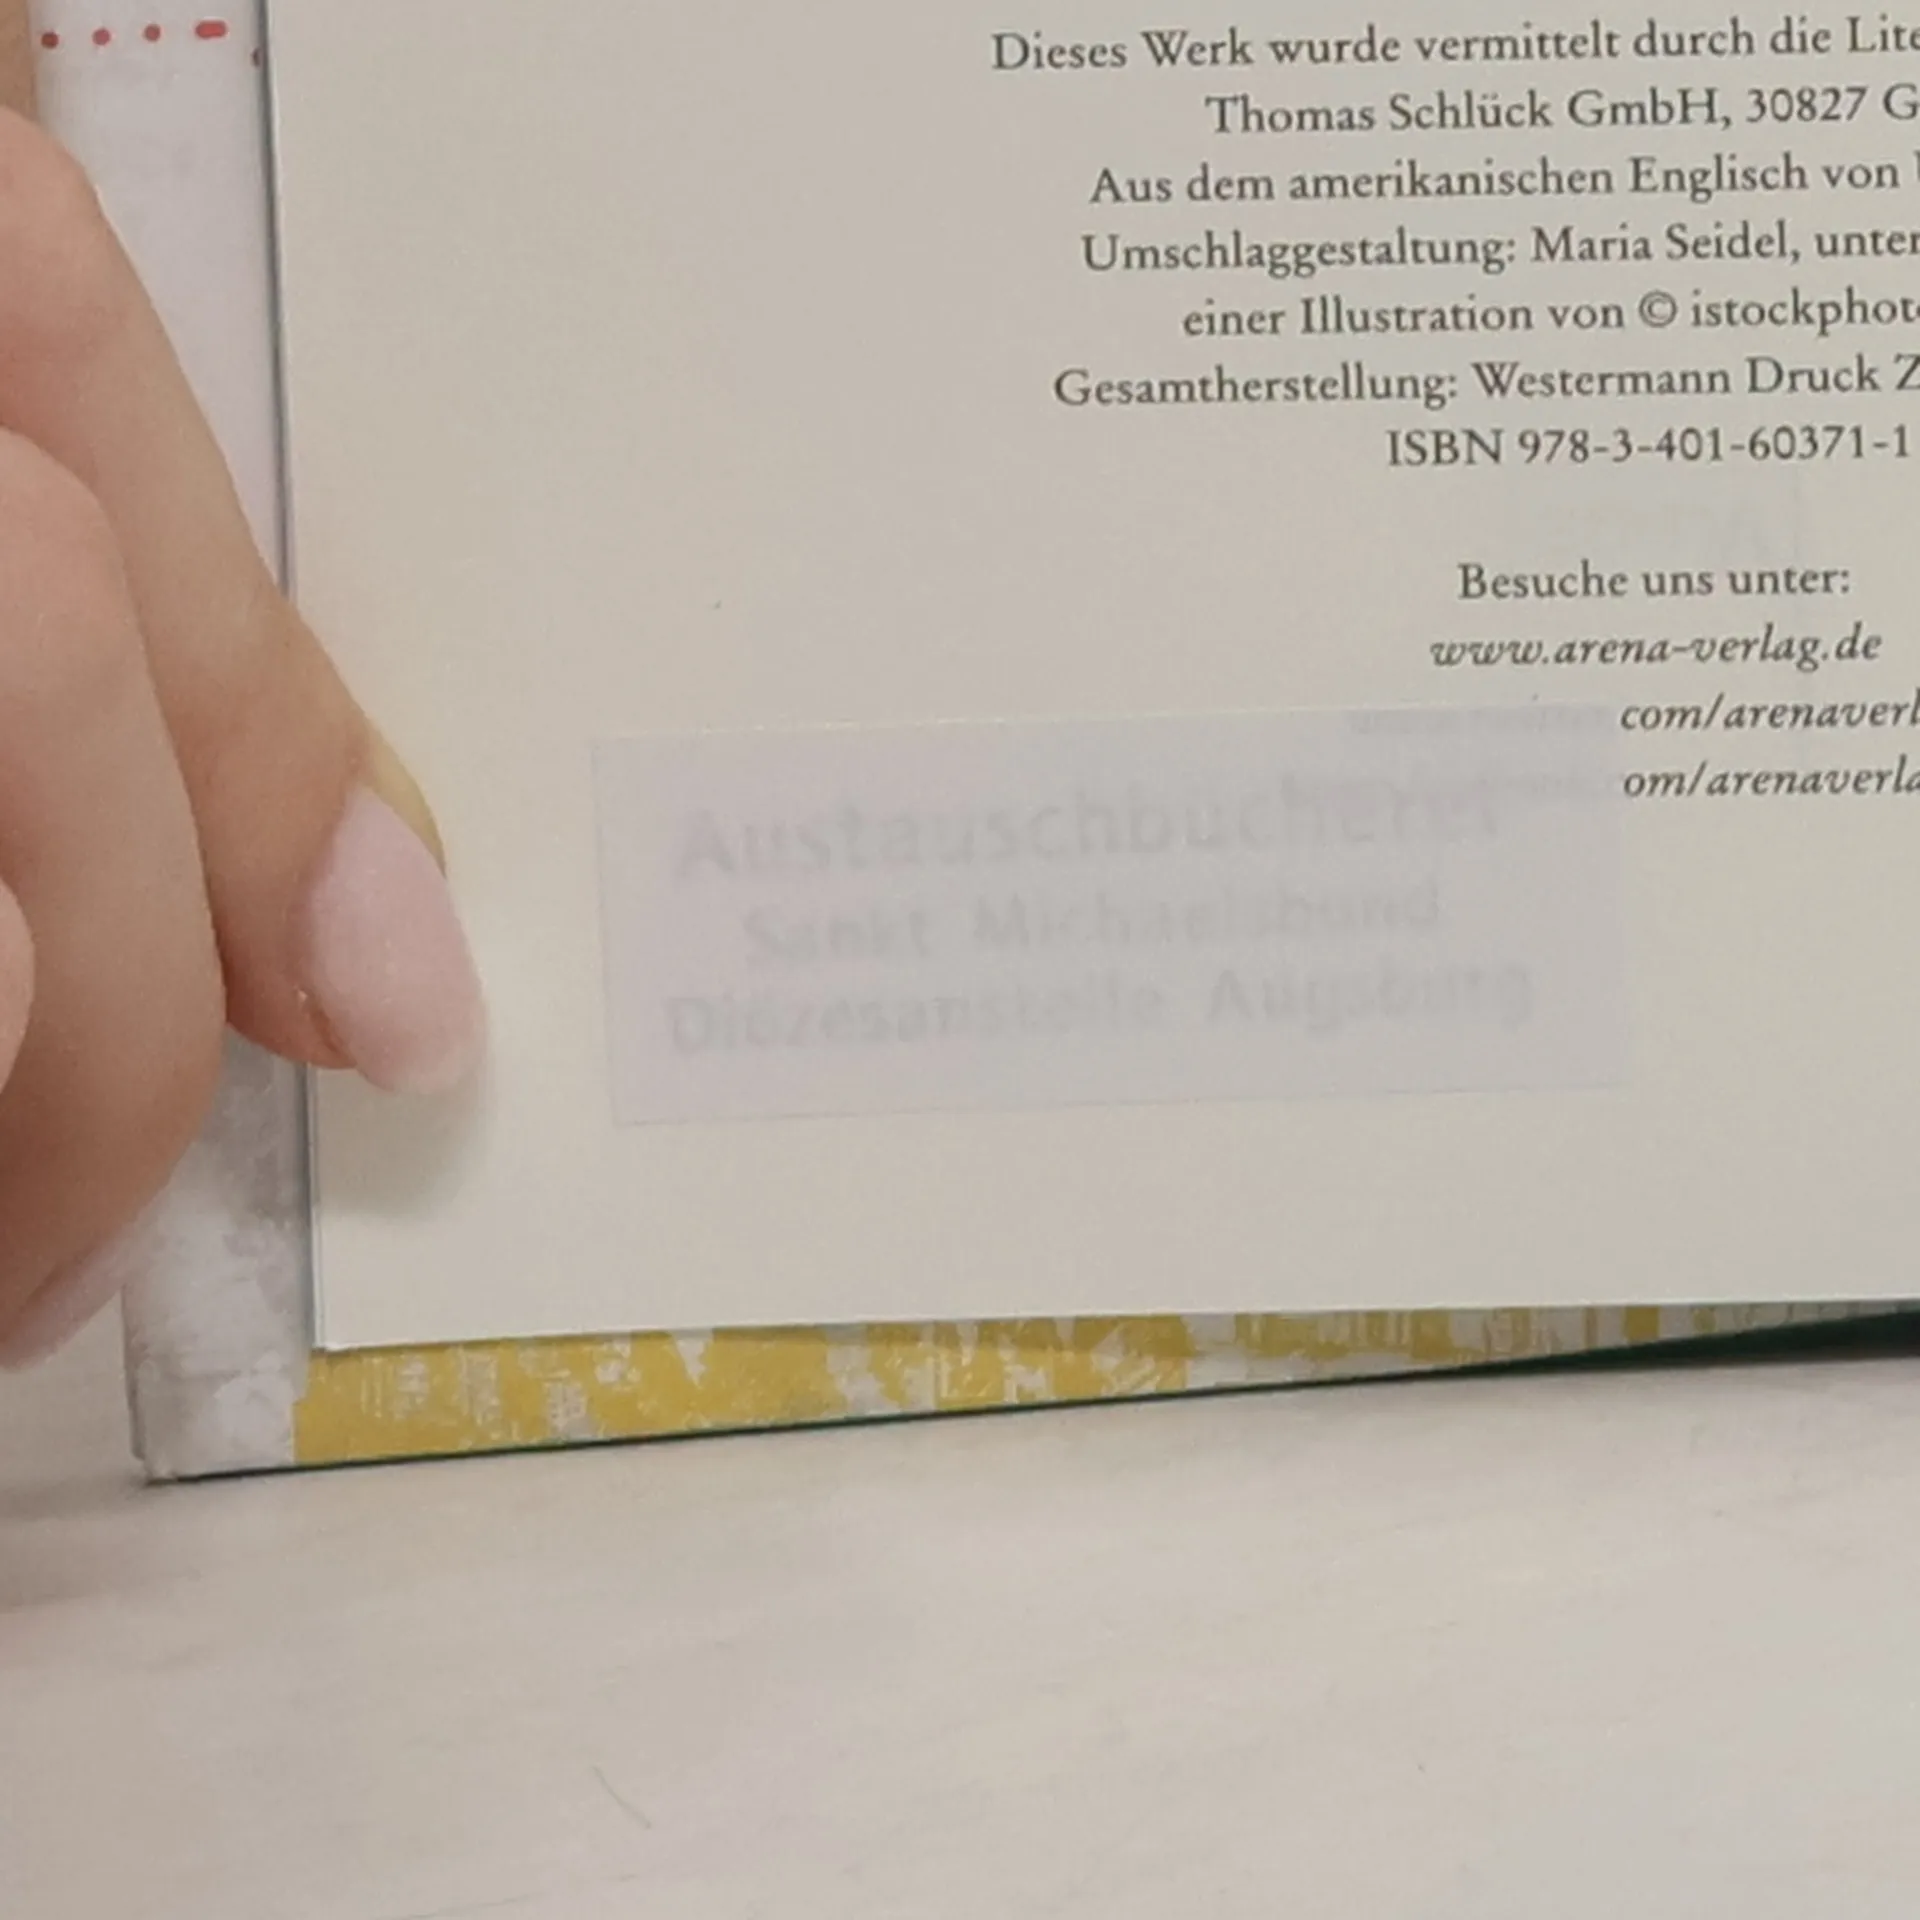 Dieses Werk wurde vermittelt durch die Lite
Thomas Schlück GmbH, 30827 G
Aus dem amerikanischen Englisch von
Umschlaggestaltung: Maria Seidel, unter
einer Illustration von © istockphoto
Gesamtherstellung: Westermann Druck Z
ISBN 978-3-401-60371-1
Besuche uns unter:
www.arena-verlag.de
com/arenaverl
om/arenaverla
Austauschbücherei
Sankt Michaelsbund
Diözesanstelle Augsburg